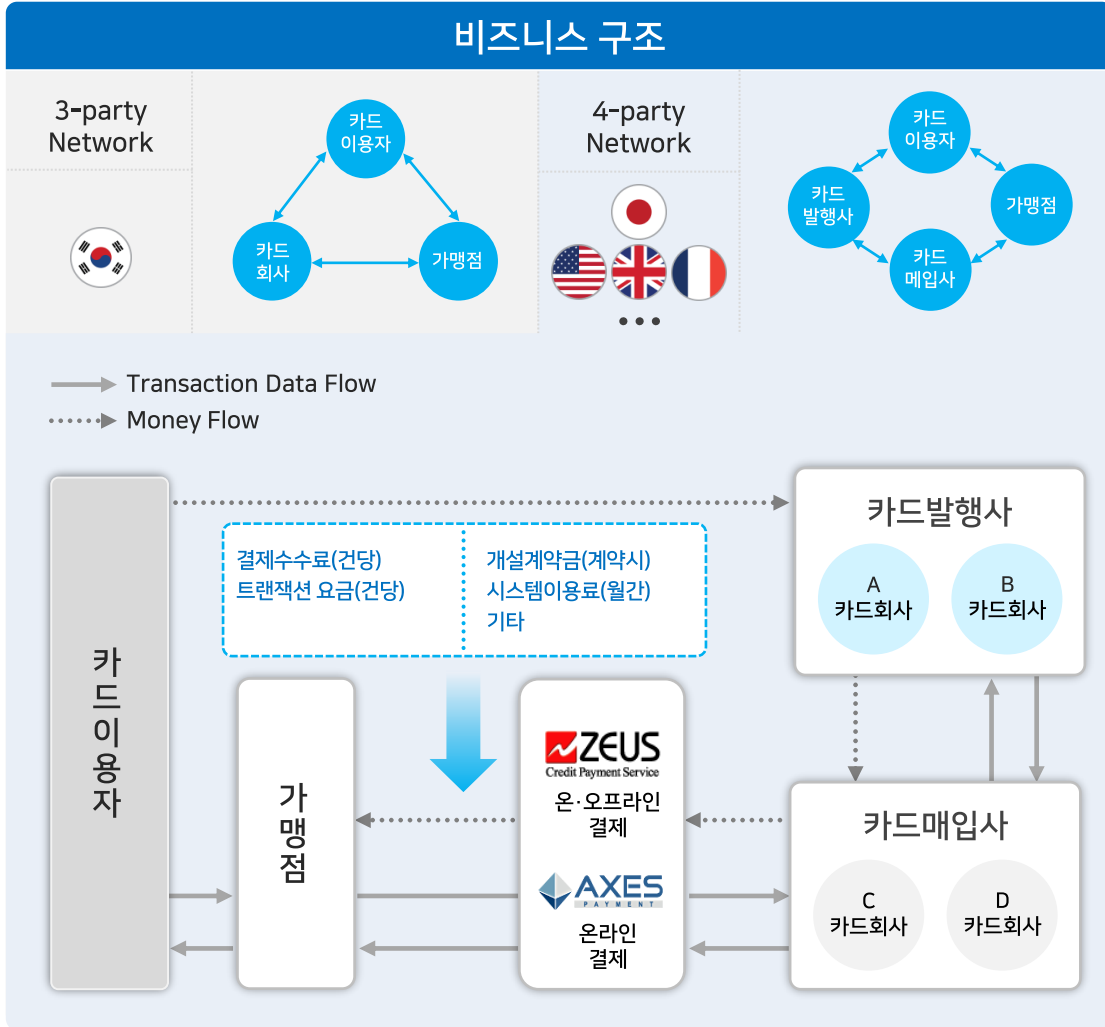 비즈니스 구조
3-party
Network
카드
이용자
카드
회사
가맹점
4-party
Network
카드
이용자
카드
발행사
가맹점
카드
메입사
Transaction Data Flow
Money Flow
카드이용자
결제수수료(건당)
트랜잭션 요금(건당)
개설계약금(계약시)
시스템이용료(월간)
기타
가맹점
ZEUS
Credit Payment Service
온·오프라인
결제
AXES
PAYMENT
온라인
결제
카드발행사
A
카드회사
B
카드회사
카드매입사
C
카드회사
D
카드회사